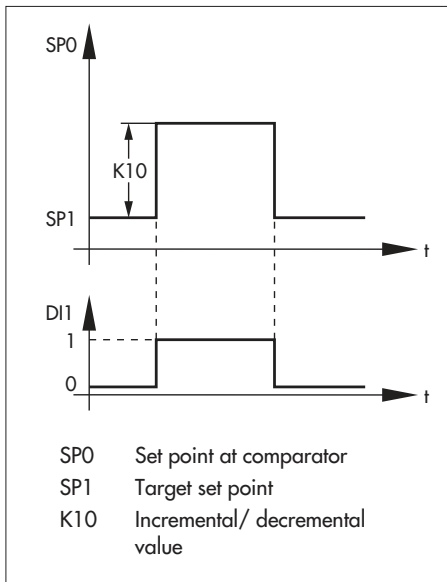 SP0
K10
SP1
t
DI1
1
0
t
SP0 Set point at comparator
SP1 Target set point
K10 Incremental/ decremental
value